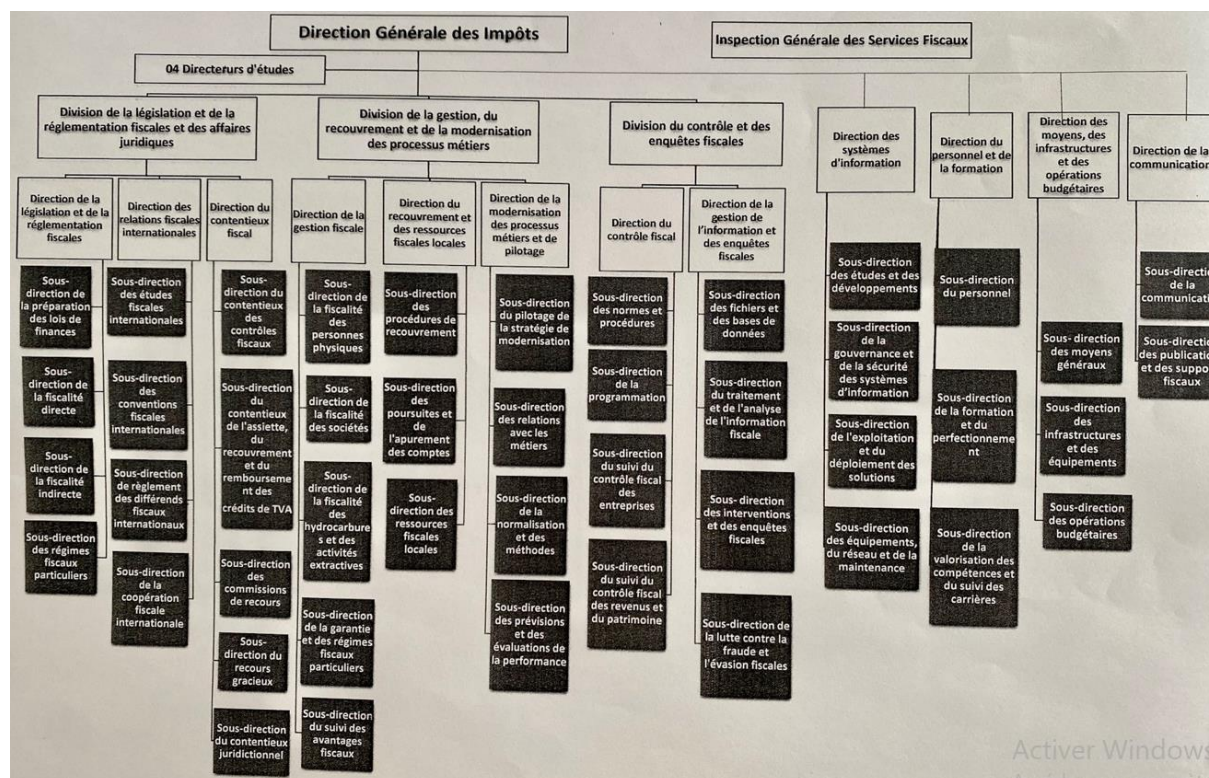 Direction Générale des Impôts
Inspection Générale des Services Fiscaux
04 Directeurs d'études
Division de la législation et de la
réglementation fiscales et des affaires
juridiques
Division de la gestion, du
recouvrement et de la modernisation
des processus métiers
Division du contrôle et des
enquêtes fiscales
Direction des
systèmes
d'information
Direction du
personnel et de
la formation
Direction des
moyens, des
infrastructures
et des
opérations
budgétaires
Direction de la
communication
Direction de la
législation et de la
réglementation
fiscales
Direction des
relations fiscales
internationales
Direction du
contentieux
fiscal
Direction de la
gestion fiscale
Direction du
recouvrement et
des ressources
fiscales locales
Direction de la
modernisation
des processus
métiers et de
pilotage
Direction du
contrôle fiscal
Direction de la
gestion de
l'information et
des enquêtes
fiscales
Sous-
direction de
la préparation
des lois de
finances
Sous-
direction de
la fiscalité
directe
Sous-
direction de
la fiscalité
indirecte
Sous-direction
des régimes
fiscaux
particuliers
Sous-direction
des études
fiscales
internationales
Sous-direction
des
conventions
fiscales
internationales
Sous-direction
de règlement
des différends
fiscaux
internationaux
Sous-direction
de la
coopération
fiscale
internationale
Sous-
direction du
contentieux
des
contrôles
fiscaux
Sous-direction
du
contentieux
de l'assiette,
du
recouvrement
et du
rembourseme
nt des
crédits de TVA
Sous-direction
des
commissions
de recours
Sous-
direction du
recours
gracieux
Sous-direction
du contentieux
juridictionnel
Sous-
direction de
la fiscalité
des
personnes
physiques
Sous-
direction de
la fiscalité
des sociétés
Sous-
direction de
la fiscalité
des
hydrocarbure
s et des
activités
extractives
Sous-direction
de la garantie
et des régimes
fiscaux
particuliers
Sous-direction
du suivi des
avantages
fiscaux
Sous-direction
des
procédures de
recouvrement
Sous-
direction des
poursuites et
de
l'apurement
des comptes
Sous-
direction des
ressources
fiscales
locales
Sous-direction
du pilotage de
la stratégie de
modernisation
Sous-direction
des relations
avec les
métiers
Sous-direction
de la
normalisation
et des
méthodes
Sous-direction
des prévisions
et des
évaluations de
la performance
Sous-direction
des normes et
procédures
Sous-direction
de la
programmation
Sous-direction
du suivi du
contrôle fiscal
des
entreprises
Sous-direction
du suivi du
contrôle fiscal
des revenus et
du patrimoine
Sous-direction
des fichiers et
des bases de
données
Sous-direction
du traitement
et de l'analyse
de l'information
fiscale
Sous- direction
des interventions
et des enquêtes
fiscales
Sous-direction de
la lutte contre la
fraude et
l'évasion fiscales
Sous-direction
des études et des
développements
Sous-direction
de la
gouvernance et
de la sécurité
des systèmes
d'information
Sous-direction
de l'exploitation
et du
déploiement des
solutions
Sous-direction
des équipements,
du réseau et de la
maintenance
Sous-direction
du personnel
Sous-direction
de la formation
et du
perfectionneme
nt
Sous-direction
de la
valorisation des
compétences et
du suivi des
carrières
Sous- direction
des moyens
généraux
Sous-direction
des
infrastructures
et des
équipements
Sous-direction
des opérations
budgétaires
Sous-directio
de la
communicati
Sous-directio
des publicatio
et des suppo
fiscaux
Activer Windows